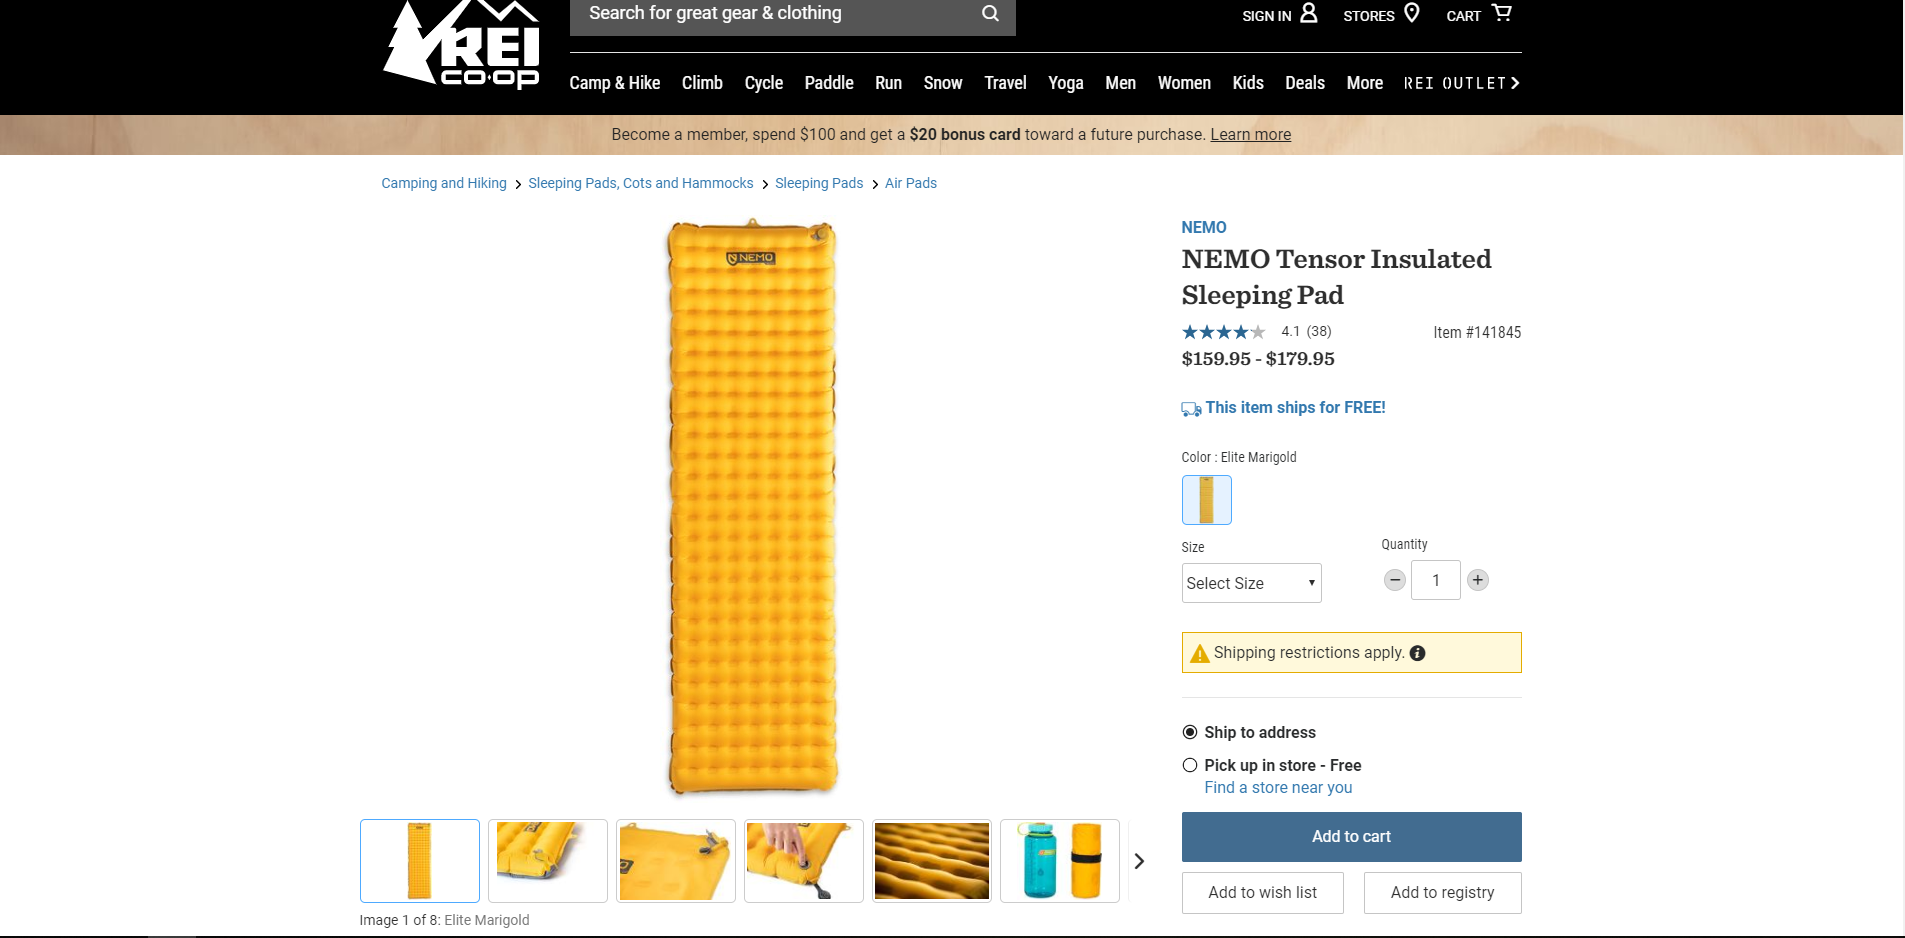 REI
CO·OP
Search for great gear & clothing
SIGN IN
STORES
CART
Camp & Hike
Climb
Cycle
Paddle
Run
Snow
Travel
Yoga
Men
Women
Kids
Deals
More
REI OUTLET
Become a member, spend $100 and get a $20 bonus card toward a future purchase. Learn more
Camping and Hiking
Sleeping Pads, Cots and Hammocks
Sleeping Pads
Air Pads
NEMO
NEMO
NEMO Tensor Insulated
Sleeping Pad
4.1 (38)
Item #141845
$159.95 - $179.95
This item ships for FREE!
Color : Elite Marigold
Size
Quantity
Select Size
1
Shipping restrictions apply.
Ship to address
Pick up in store - Free
Find a store near you
Add to cart
Add to wish list
Add to registry
Image 1 of 8: Elite Marigold